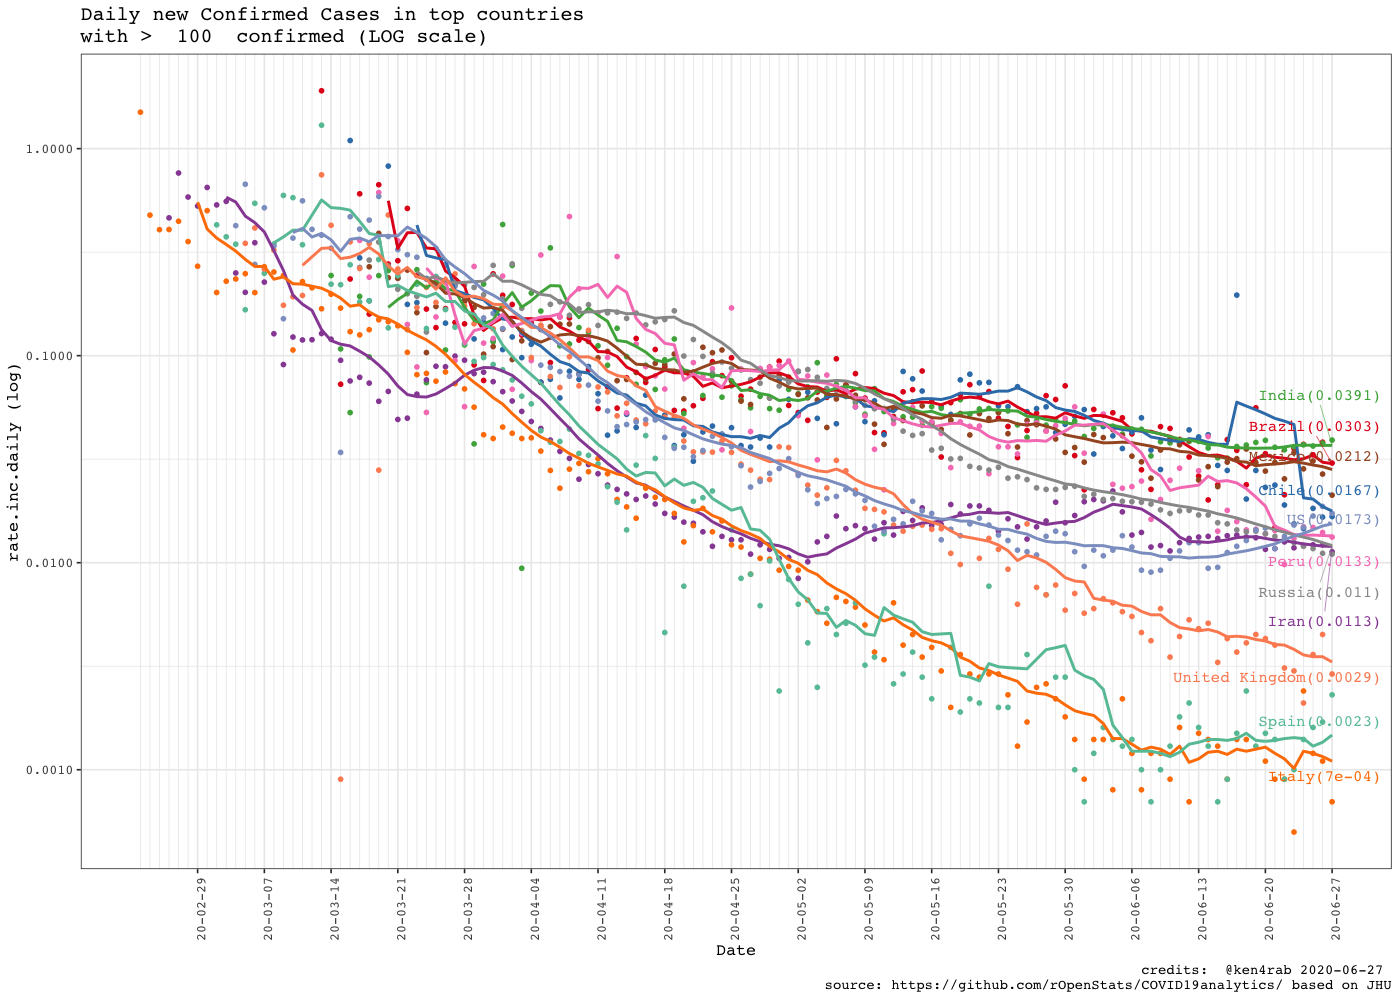 Daily new Confirmed Cases in top countries
with >  100  confirmed (LOG scale)
rate.inc.daily (log)
1.0000
0.1000
0.0100
0.0010
India(0.0391)
Brazil(0.0303)
Mexico(0.0212)
Chile(0.0167)
US(0.0173)
Peru(0.0133)
Russia(0.011)
Iran(0.0113)
United Kingdom(0.0029)
Spain(0.0023)
Italy(7e-04)
20-02-29
20-03-07
20-03-14
20-03-21
20-03-28
20-04-04
20-04-11
20-04-18
20-04-25
20-05-02
20-05-09
20-05-16
20-05-23
20-05-30
20-06-06
20-06-13
20-06-20
20-06-27
Date
credits:  @ken4rab 2020-06-27
source: https://github.com/rOpenStats/COVID19analytics/ based on JHU